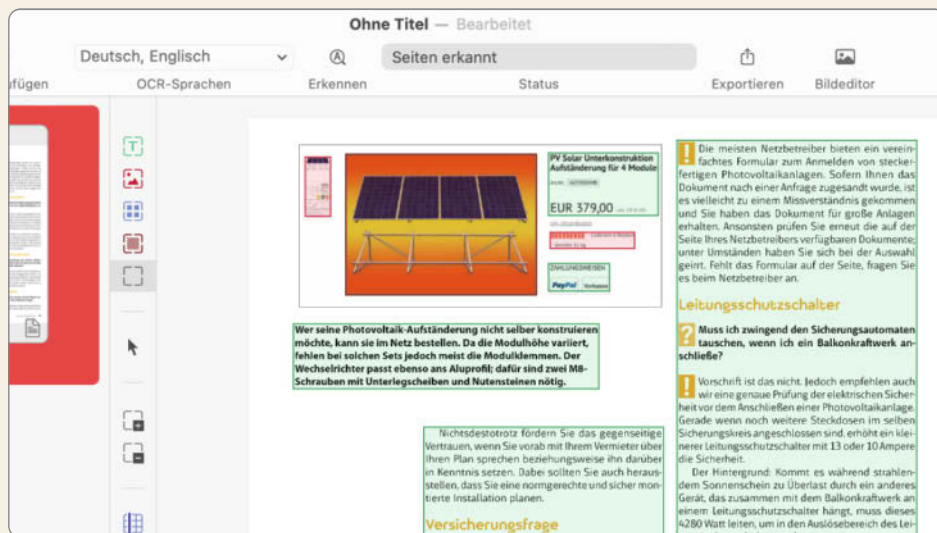 Ohne Titel — Bearbeitet
Deutsch, Englisch
Seiten erkannt
ufügen
OCR-Sprachen
Erkennen
Status
Exportieren
Bildeditor
PV Solar Unterkonstruktion
Aufständerung für 4 Module
EUR 379,00
ZAHLUNGSWEISEN
PayPal Vorkasse
Wer seine Photovoltaik-Aufständerung nicht selber konstruieren
möchte, kann sie im Netz bestellen. Da die Modulhöhe variiert,
fehlen bei solchen Sets jedoch meist die Modulklemmen. Der
Wechselrichter passt ebenso ans Aluprofil; dafür sind zwei M8-
Schrauben mit Unterlegscheiben und Nutensteinen nötig.
Nichtsdestotrotz fördern Sie das gegenseitige
Vertrauen, wenn Sie vorab mit Ihrem Vermieter über
Ihren Plan sprechen beziehungsweise ihn darüber
in Kenntnis setzen. Dabei sollten Sie auch heraus-
stellen, dass Sie eine normgerechte und sicher mon-
tierte Installation planen.
Versicherungsfrage
! Die meisten Netzbetreiber bieten ein verein-
fachtes Formular zum Anmelden von stecker-
fertigen Photovoltaikanlagen. Sofern Ihnen das
Dokument nach einer Anfrage zugesandt wurde, ist
es vielleicht zu einem Missverständnis gekommen
und Sie haben das Dokument für große Anlagen
erhalten. Ansonsten prüfen Sie erneut die auf der
Seite Ihres Netzbetreibers verfügbaren Dokumente;
unter Umständen haben Sie sich bei der Auswahl
geirrt. Fehlt das Formular auf der Seite, fragen Sie
es beim Netzbetreiber an.
Leitungsschutzschalter
? Muss ich zwingend den Sicherungsautomaten
tauschen, wenn ich ein Balkonkraftwerk an-
schließe?
! Vorschrift ist das nicht. Jedoch empfehlen auch
wir eine genaue Prüfung der elektrischen Sicher-
heit vor dem Anschließen einer Photovoltaikanlage.
Gerade wenn noch weitere Steckdosen im selben
Sicherungskreis angeschlossen sind, erhöht ein klei-
nerer Leitungsschutzschalter mit 13 oder 10 Ampere
die Sicherheit.
Der Hintergrund: Kommt es während strahlen-
dem Sonnenschein zu Überlast durch ein anderes
Gerät, das zusammen mit dem Balkonkraftwerk an
einem Leitungsschutzschalter hängt, muss dieses
4280 Watt leiten, um in den Auslösebereich des Lei-